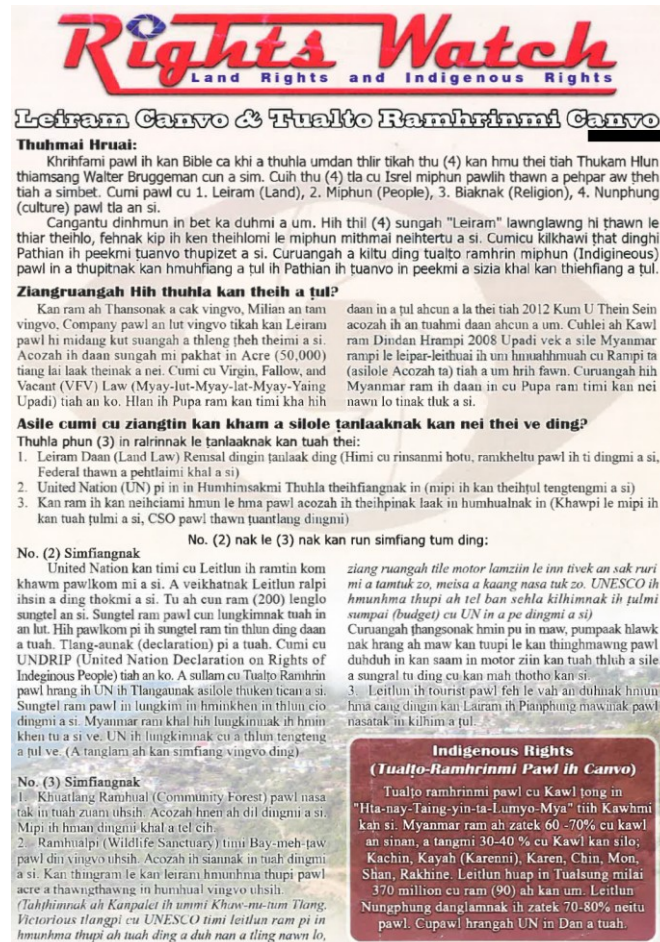 Rights Watch
Land Rights and Indigenous Rights
Leiram Canvo & Tualto Ramhrinmi Canvo
Thuhmai Hruai:
Khrihfami pawl ih kan Bible ca khi a thuhla umdan thlir tikah thu (4) kan hmu thei tiah Thukam Hlun
thiamsang Walter Bruggeman cun a sim. Cuih thu (4) tla cu Isrel miphun pawlih thawn a pehpar aw theh
tiah a simbet. Cumi pawl cu 1. Leiram (Land), 2. Miphun (People), 3. Biaknak (Religion), 4. Nunphung
(culture) pawl tla an si.
Cangantu dinhmun in bet ka duhmi a um. Hih thil (4) sungah "Leiram" lawnglawng hi thawn le
thiar theihlo, fehnak kip ih ken theihlomi le miphun mithmai neihtertu a si. Cumicu kilkhawi ṭhat dinghi
Pathian ih peekmi ṭuanvo thupizet a si. Curuangah a kiltu ding tualto ramhrin miphun (Indigineous)
pawl in a thupitnak kan hmuhfiang a ṭul ih Pathian ih ṭuanvo in peekmi a sizia khal kan thiehfiang a ṭul.
Ziangruangah Hih thuhla kan theih a ṭul?
Kan ram ah Thansonak a cak vingvo, Milian an tam
vingvo, Company pawl an lut vingvo tikah kan Leiram
pawl hi midang kut suangah a thleng ṭheh theimi a si.
Acozah ih daan sungah mi pakhat in Acre (50,000)
tiang lai laak theinak a nei. Cumi cu Virgin, Fallow, and
Vacant (VFV) Law (Myay-lut-Myay-lat-Myay-Yaing
Upadi) tiah an ko. Hlan ih Pupa ram kan timi kha hih
daan in a ṭul ahcun a la thei tiah 2012 Kum U Thein Sein
acozah ih an tuahmi daan ahcun a um. Cuhlei ah Kawl
ram Dindan Hrampi 2008 Upadi vek a sile Myanmar
rampi le leipar-leithuai ih um hmuahhmuah cu Rampi ta
(asilole Acozah ta) tiah a um hrih fawn. Curuangah hih
Myanmar ram ih daan in cu Pupa ram timi kan nei
nawn lo tinak tluk a si.
Asile cumi cu ziangtin kan kham a silole ṭanlaaknak kan nei thei ve ding?
Thuhla phun (3) in ralrinnak le ṭanlaaknak kan tuah thei:
1. Leiram Daan (Land Law) Remsal dingin ṭanlaak ding (Himi cu rinsanmi hotu, ramkheltu pawl ih ti dingmi a si,
Federal thawn a pehtlaimi khal a si)
2. United Nation (UN) pi in in Humhimsakmi Thuhla theihfiangnak in (mipi ih kan theihṭul tengtengmi a si)
3. Kan ram ih kan neihciami hmun le hma pawl acozah ih theihpinak laak in humhualnak in (Khawpi le mipi ih
kan tuah ṭulmi a si, CSO pawl thawn ṭuantlang dingmi)
No. (2) nak le (3) nak kan run simfiang tum ding:
No. (2) Simfiangnak
United Nation kan timi cu Leitlun ih ramtin kom
khawm pawlkom mi a si. A veikhatnak Leitlun ralpi
ihsin a ding thokmi a si. Tu ah cun ram (200) lenglo
sungtel an si. Sungtel ram pawl cun lungkimnak tuah in
an lut. Hih pawlkom pi ih sungtel ram tin thlun ding daan
a tuah. Tlang-aunak (declaration) pi a tuah. Cumi cu
UNDRIP (United Nation Declaration on Rights of
Indeginous People) tiah an ko. A sullam cu Tualto Ramhrin
pawl hrang ih UN ih Tlangaunak asilole thuken tican a si.
Sungtel ram pawl in lungkim in hminkhen in thlun cio
dingmi a si. Myanmar ram khal hih lungkimnak ih hmin
khen tu a si ve. UN ih lungkimnak cu a thlun tengteng
a ṭul ve. (A tanglam ah kan simfiang vingvo ding)
No. (3) Simfiangnak
1. Khuatlang Ramhual (Community Forest) pawl nasa
tak in tuah zuam uhsih. Acozah hnen ah dil dingmi a si.
Mipi ih hman dingmi khal a tel cih.
2. Ramhualpi (Wildlife Sanctuary) timi Bay-meh-taw
pawl din vingvo uhsih. Acozah ih siannak in tuah dingmi
a si. Kan thingram le kan leiram hmunhma thupi pawl
acre a thawngthawng in humhual vingvo uhsih.
(Tahṭhimnak ah Kanpalet ih ummi Khaw-nu-tum Tlang,
Victorious tlangpi cu UNESCO timi leitlun ram pi in
hmunhma thupi ah tuah ding a duh nan a tling nawn lo,
ziang ruangah tile motor lamziin le inn tivek an sak ruri
mi a tamtuk zo, meisa a kaang nasa tuk zo. UNESCO ih
hmunhma thupi ah tel ban sehla kilhimnak ih ṭulmi
sumpai (budget) cu UN in a pe dingmi a si)
Curuangah ṭhangsonak hmin pu in maw, pumpaak hlawk
nak hrang ah maw kan tuupi le kan thinghmawng pawl
duhduh in kan saam in motor ziin kan tuah thluh a sile
a sungral tu ding cu kan mah thotho kan si.
3. Leitlun ih tourist pawl feh le vah an duhnak hmun
hma cang dingin kan Lairam ih Pianphung mawinak pawl
nasatak in kilhim a ṭul.
Indigenous Rights
(Tualto-Ramhrinmi Pawl ih Canvo)
Tualto ramhrinmi pawl cu Kawl ṭong in
"Hta-nay-Taing-yin-ta-Lumyo-Mya" tiih Kawhmi
kan si. Myanmar ram ah zatek 60 -70% cu kawl
an sinan, a tangmi 30-40 % cu Kawl kan silo;
Kachin, Kayah (Karenni), Karen, Chin, Mon,
Shan, Rakhine. Leitlun huap in Tualsung milai
370 million cu ram (90) ah kan um. Leitlun
Nungphung danglamnak ih zatek 70-80% neitu
pawl. Cupawl hrangah UN in Dan a tuah.